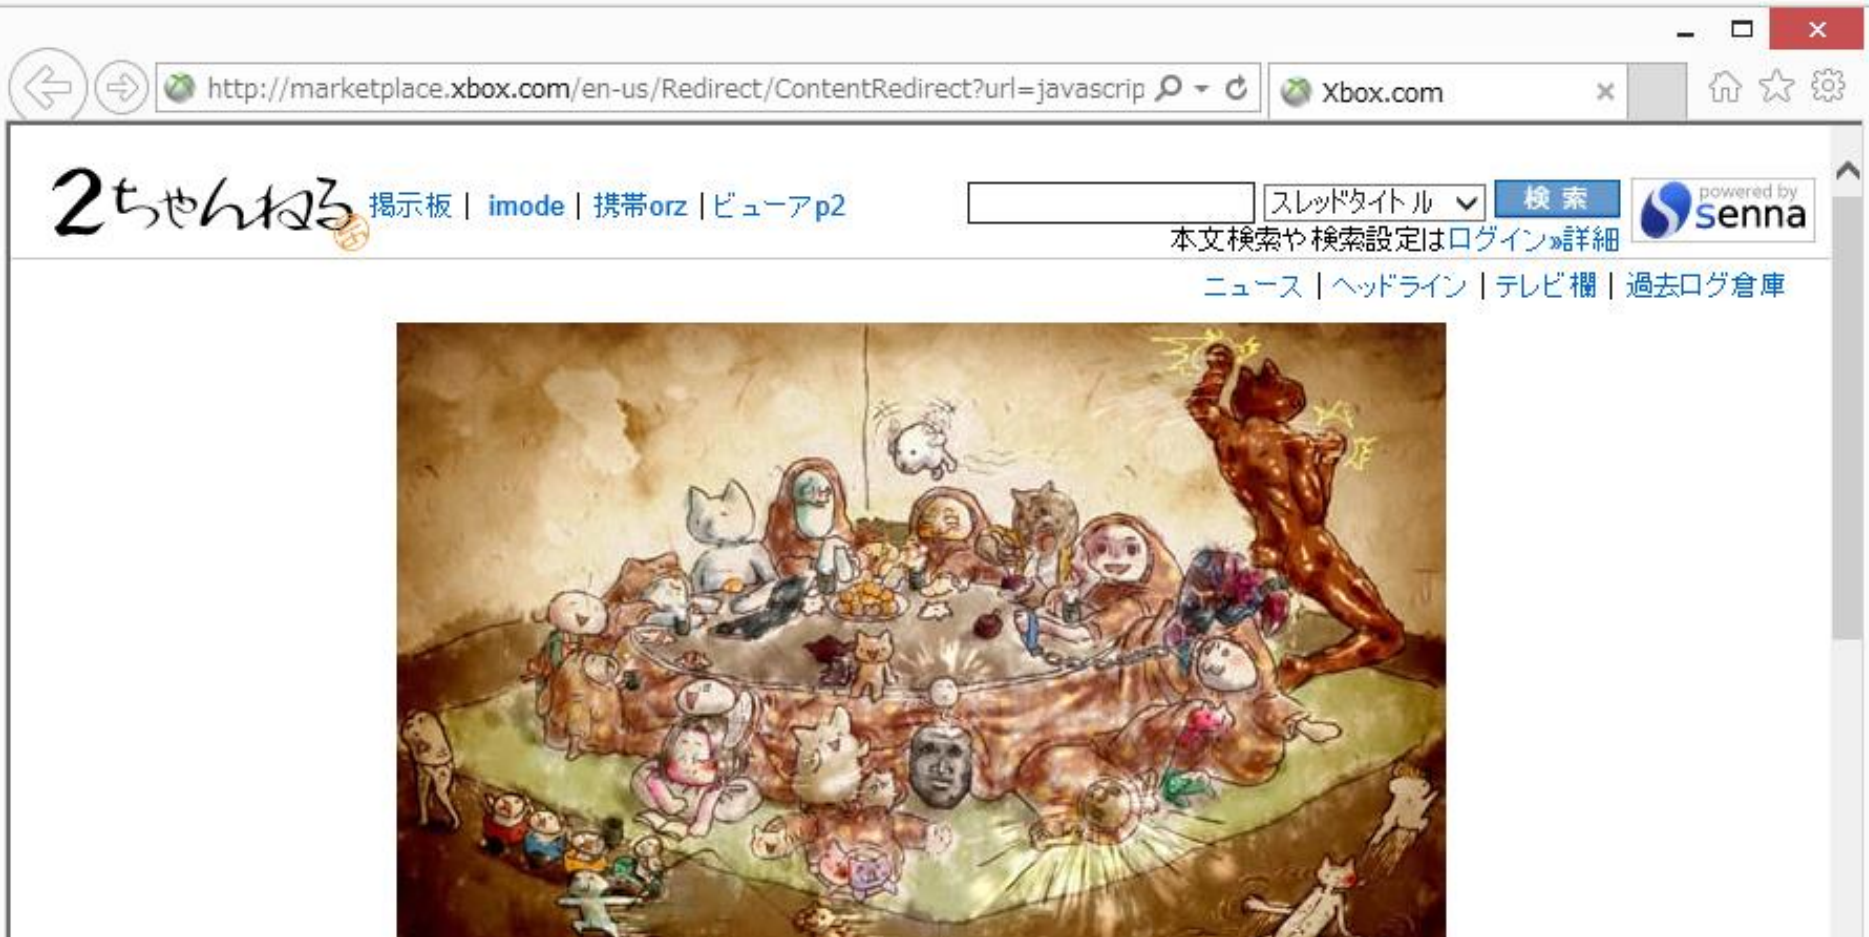 http://marketplace.xbox.com/en-us/Redirect/ContentRedirect?url=javascrip
Xbox.com
2ちゃんねる
掲示板 | imode | 携帯orz | ビューアp2
スレッドタイトル
検索
powered by
senna
本文検索や検索設定はログイン»詳細
ニュース | ヘッドライン | テレビ欄 | 過去ログ倉庫